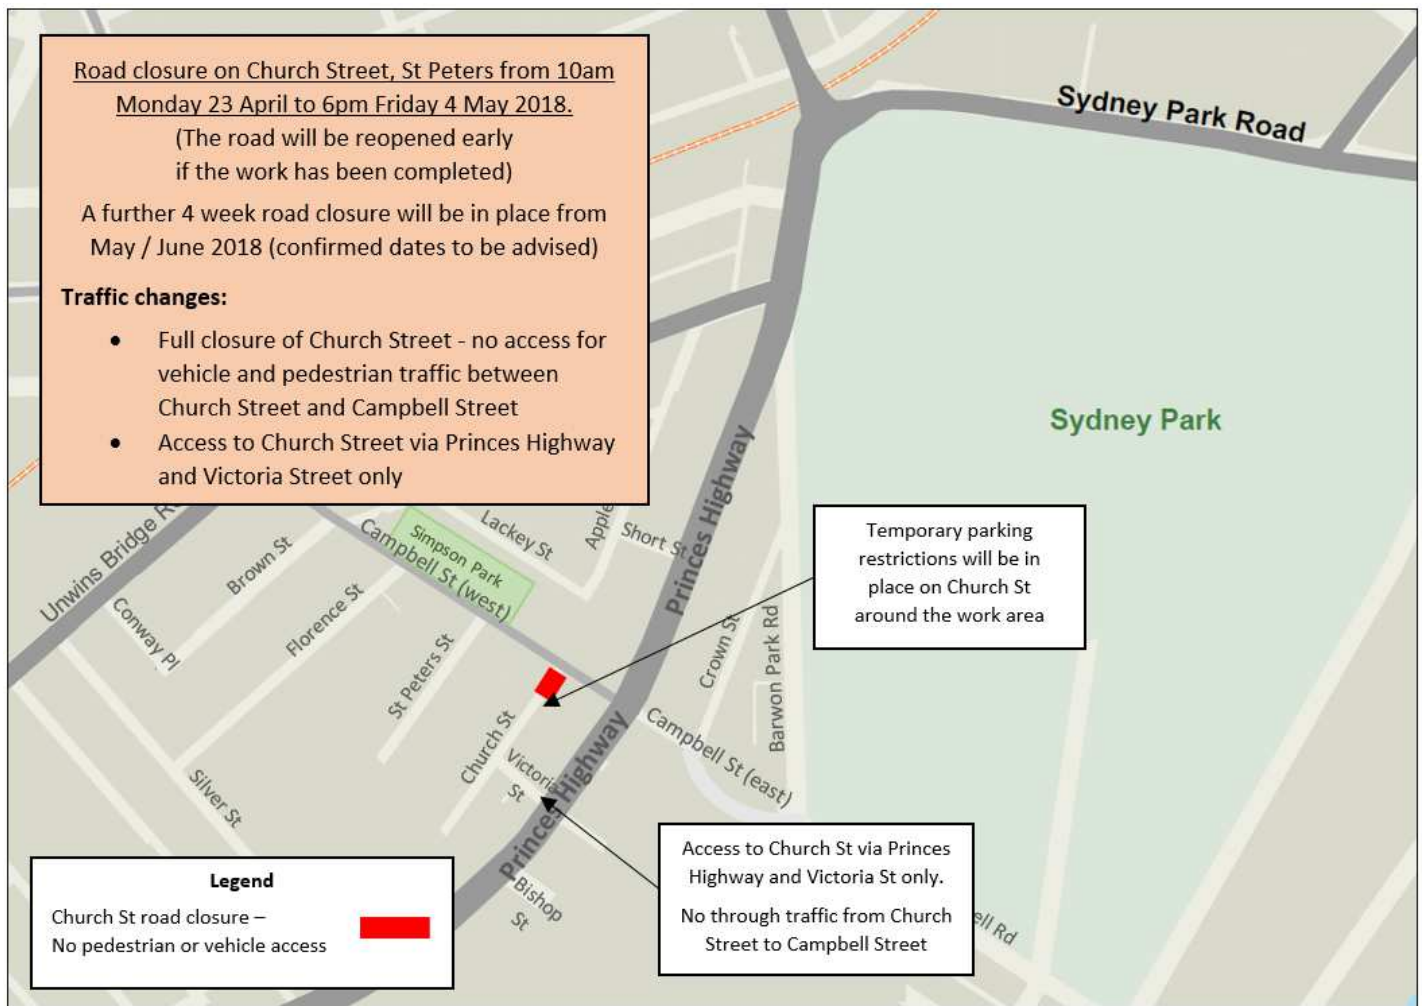 Road closure on Church Street, St Peters from 10am
Monday 23 April to 6pm Friday 4 May 2018.
(The road will be reopened early
if the work has been completed)
A further 4 week road closure will be in place from
May / June 2018 (confirmed dates to be advised)
Traffic changes:
• Full closure of Church Street - no access for
vehicle and pedestrian traffic between
Church Street and Campbell Street
• Access to Church Street via Princes Highway
and Victoria Street only
Sydney Park Road
Sydney Park
Princes Highway
Temporary parking
restrictions will be in
place on Church St
around the work area
Unwins Bridge R
Brown St
Conway Pl
Florence St
Campbell St (west)
Simpson Park
Lackey St
Apple
Short St
St Peters St
Crown St
Barwon Park Rd
Campbell St (east)
Church St
Victoria
St
Silver St
Princes Highway
Bishop
St
ell Rd
Access to Church St via Princes
Highway and Victoria St only.
No through traffic from Church
Street to Campbell Street
Legend
Church St road closure –
No pedestrian or vehicle access